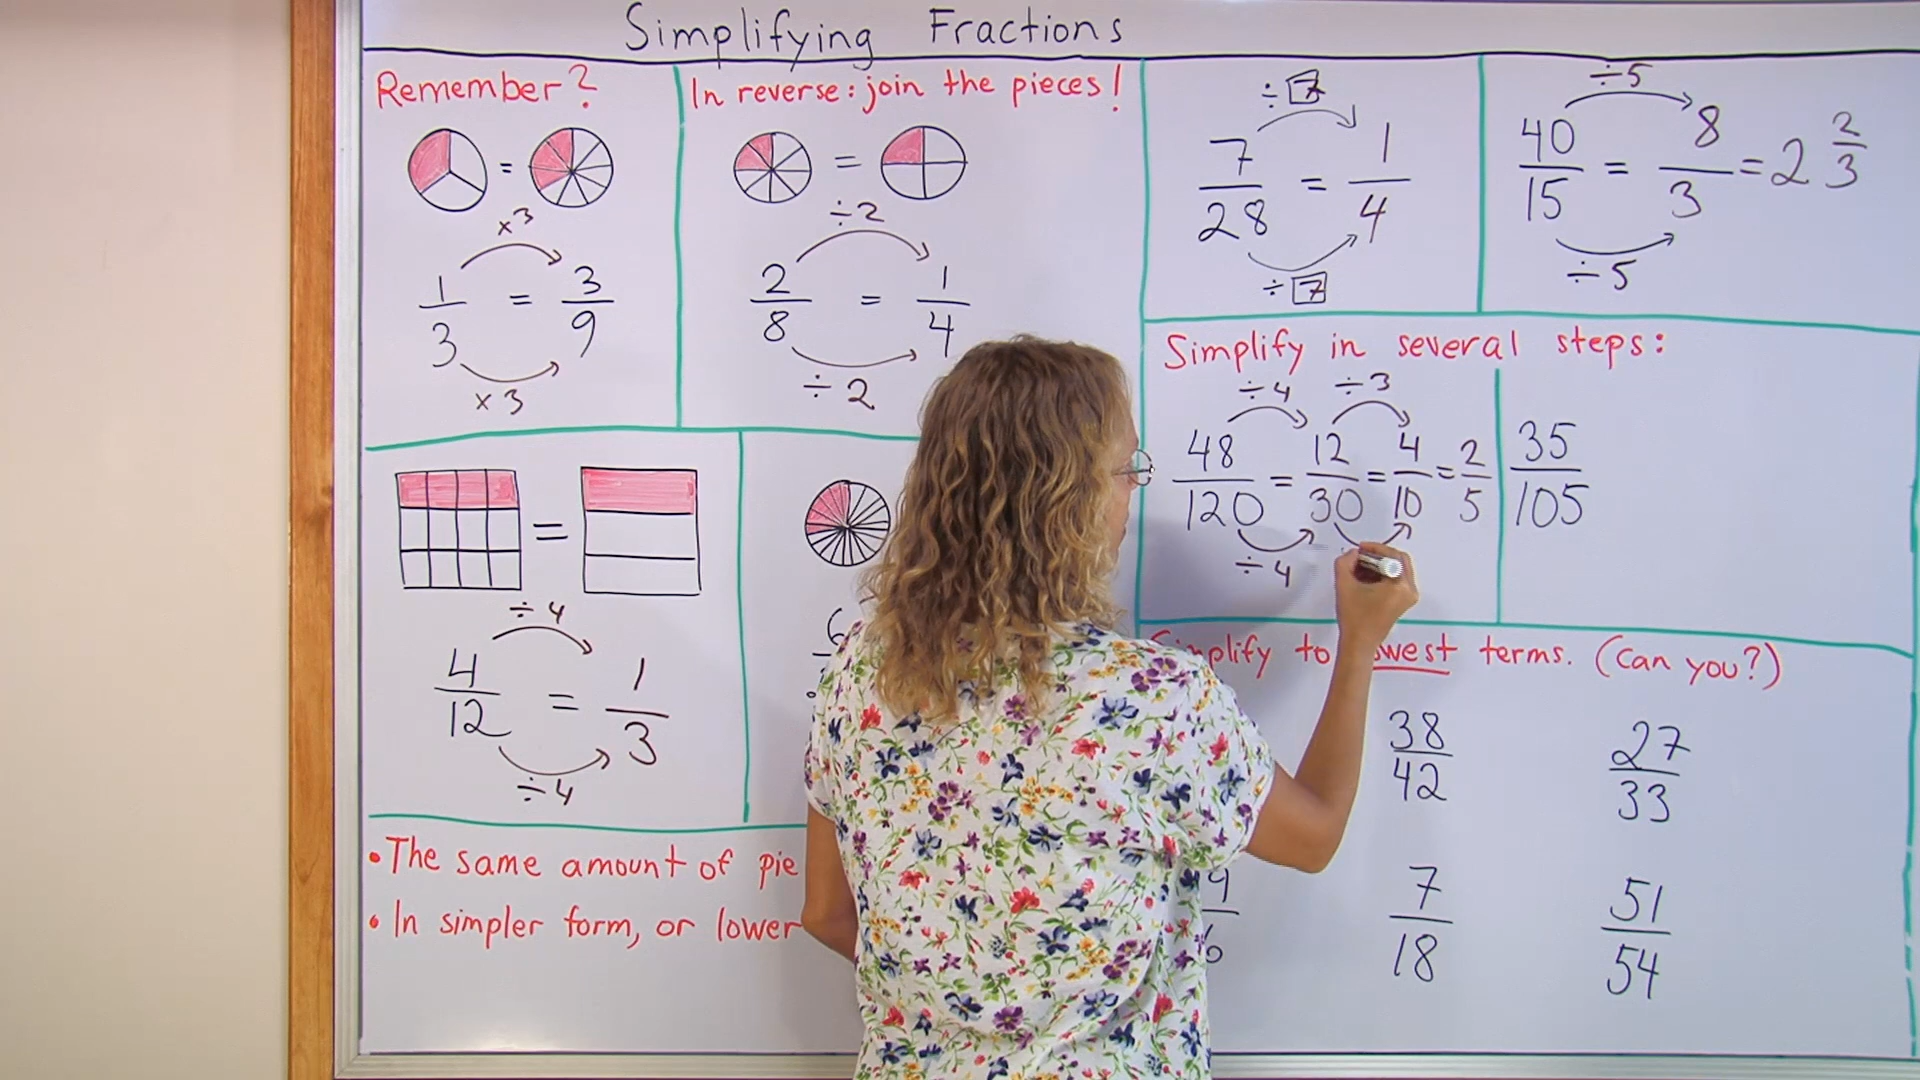 Simplifying Fractions
Remember?
=
×3
1/3 = 3/9
×3
In reverse: join the pieces!
=
÷2
2/8 = 1/4
÷2
÷7
7/28 = 1/4
÷7
÷5
40/15 = 8/3 = 2 2/3
÷5
Simplify in several steps:
÷4 ÷3
48/120 = 12/30 = 4/10 = 2/5
÷4
35/105
=
÷4
4/12 = 1/3
÷4
6
to lowest terms. (Can you?)
38/42 27/33
7/18 51/54
• The same amount of pie
• In simpler form, or lower